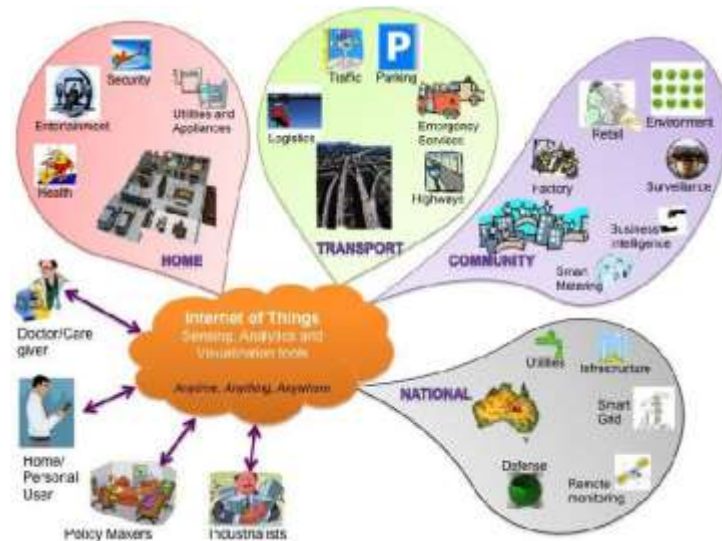 Security
Entertainment
Utilities and
Appliances
Health
HOME
Traffic
P
Parking
Logistics
Emergency
Services
Highways
TRANSPORT
Retail
Environment
Factory
Surveillance
Business
Intelligence
COMMUNITY
Smart
Metering
Internet of Things
Sensing, Analytics and
Visualization tools
Anytime, Anything, Anywhere
Doctor/Care
giver
Home/
Personal
User
Policy Makers
Industrialists
NATIONAL
Utilities
Infrastructure
Smart
Grid
Defense
Remote
monitoring